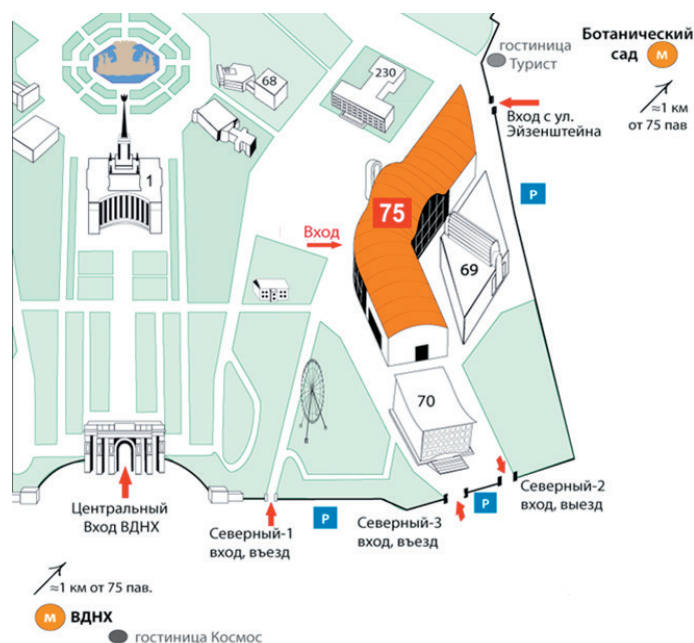 гостиница
Турист
Ботанический
сад М
≈1 км
от 75 пав
Вход с ул.
Эйзенштейна
P
68
230
1
75
Вход
69
70
Центральный
Вход ВДНХ
Северный-1
вход, въезд
P
Северный-3
вход, въезд
P
Северный-2
вход, выезд
≈1 км от 75 пав.
М ВДНХ
гостиница Космос